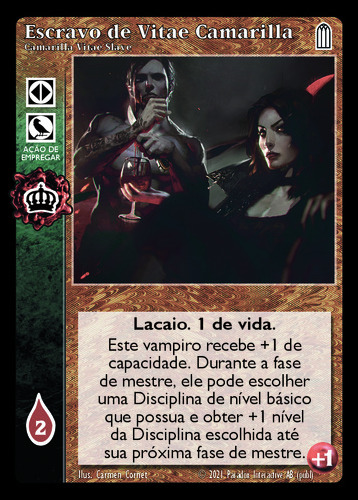 Escravo de Vitae Camarilla
Camarilla Vitae Slave
AÇÃO DE
EMPREGAR
Lacaio. 1 de vida.
Este vampiro recebe +1 de
capacidade. Durante a fase
de mestre, ele pode escolher
uma Disciplina de nível básico
que possua e obter +1 nível
da Disciplina escolhida até
sua próxima fase de mestre.
2
+1
Ilus. Carmen Cornet
© 2021, Paradox Interactive AB, (publ)